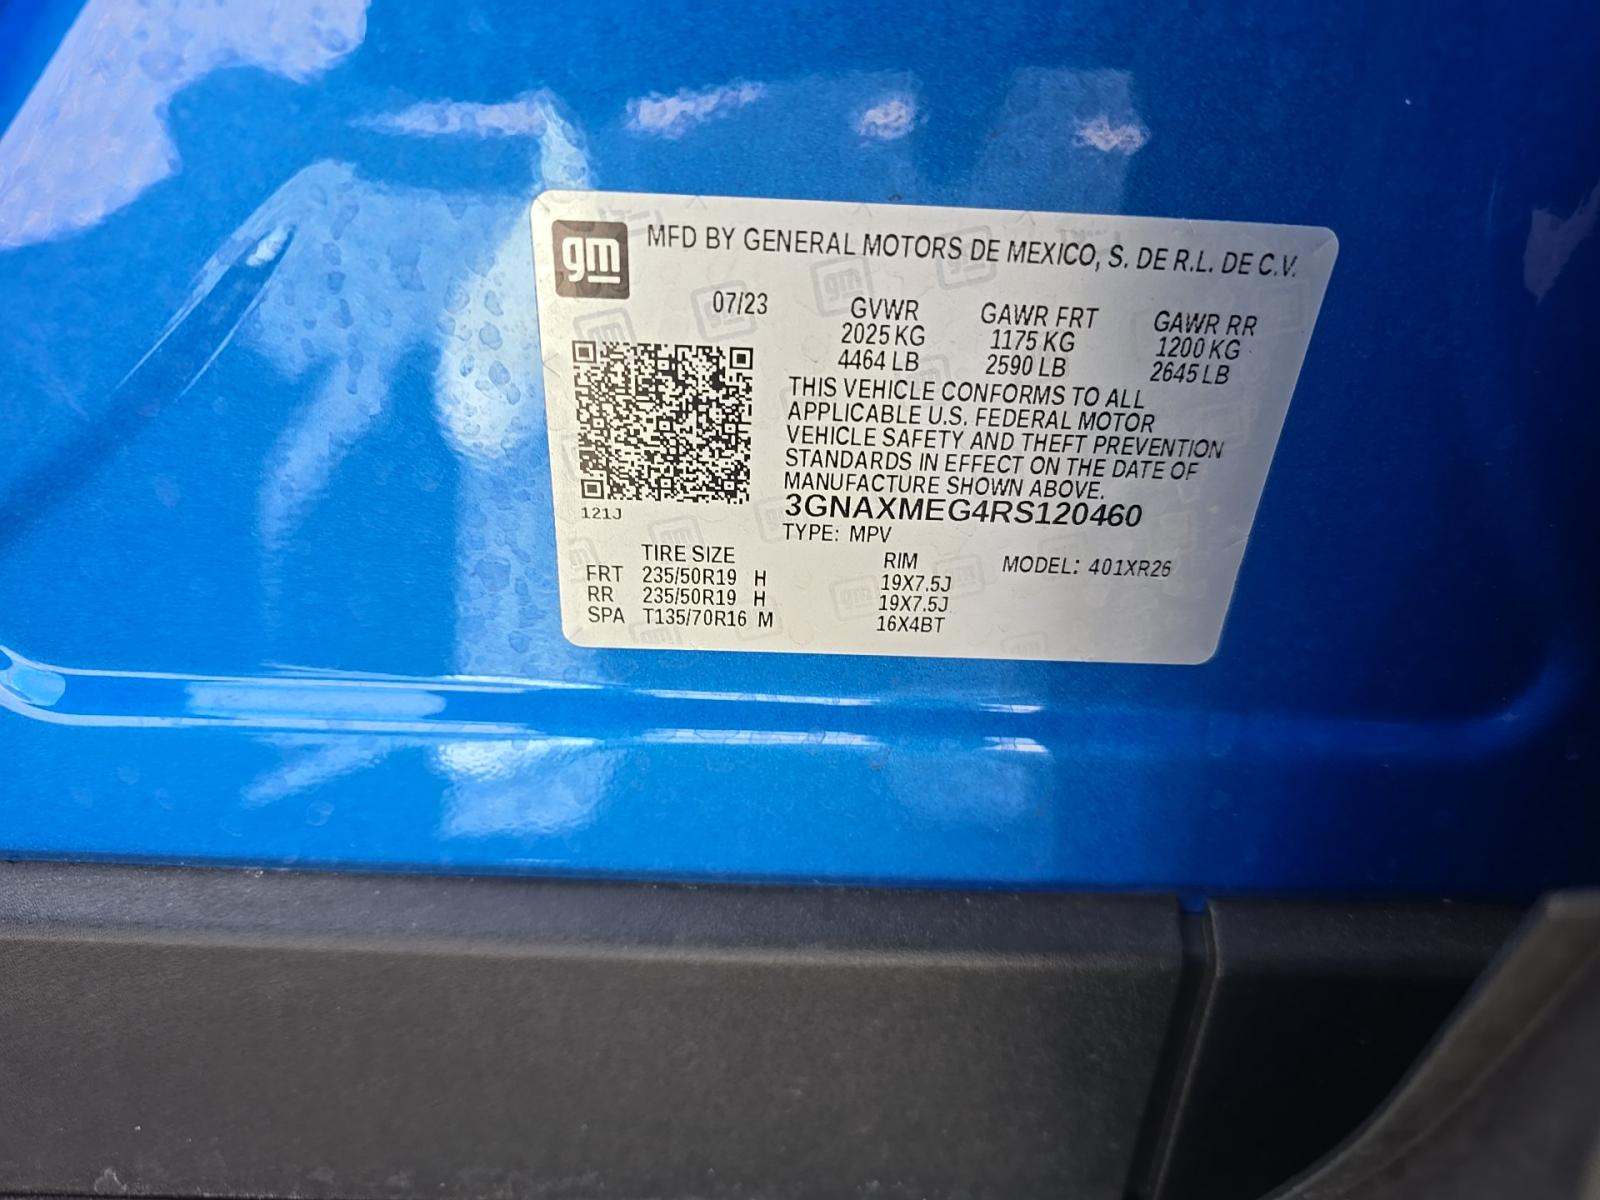 gm MFD BY GENERAL MOTORS DE MEXICO, S. DE R.L. DE C.V.
07/23 GVWR GAWR FRT GAWR RR
2025 KG 1175 KG 1200 KG
4464 LB 2590 LB 2645 LB
THIS VEHICLE CONFORMS TO ALL
APPLICABLE U.S. FEDERAL MOTOR
VEHICLE SAFETY AND THEFT PREVENTION
STANDARDS IN EFFECT ON THE DATE OF
MANUFACTURE SHOWN ABOVE.
3GNAXMEG4RS120460
121J
TYPE: MPV
TIRE SIZE RIM MODEL: 401XR26
FRT 235/50R19 H 19X7.5J
RR 235/50R19 H 19X7.5J
SPA T135/70R16 M 16X4BT